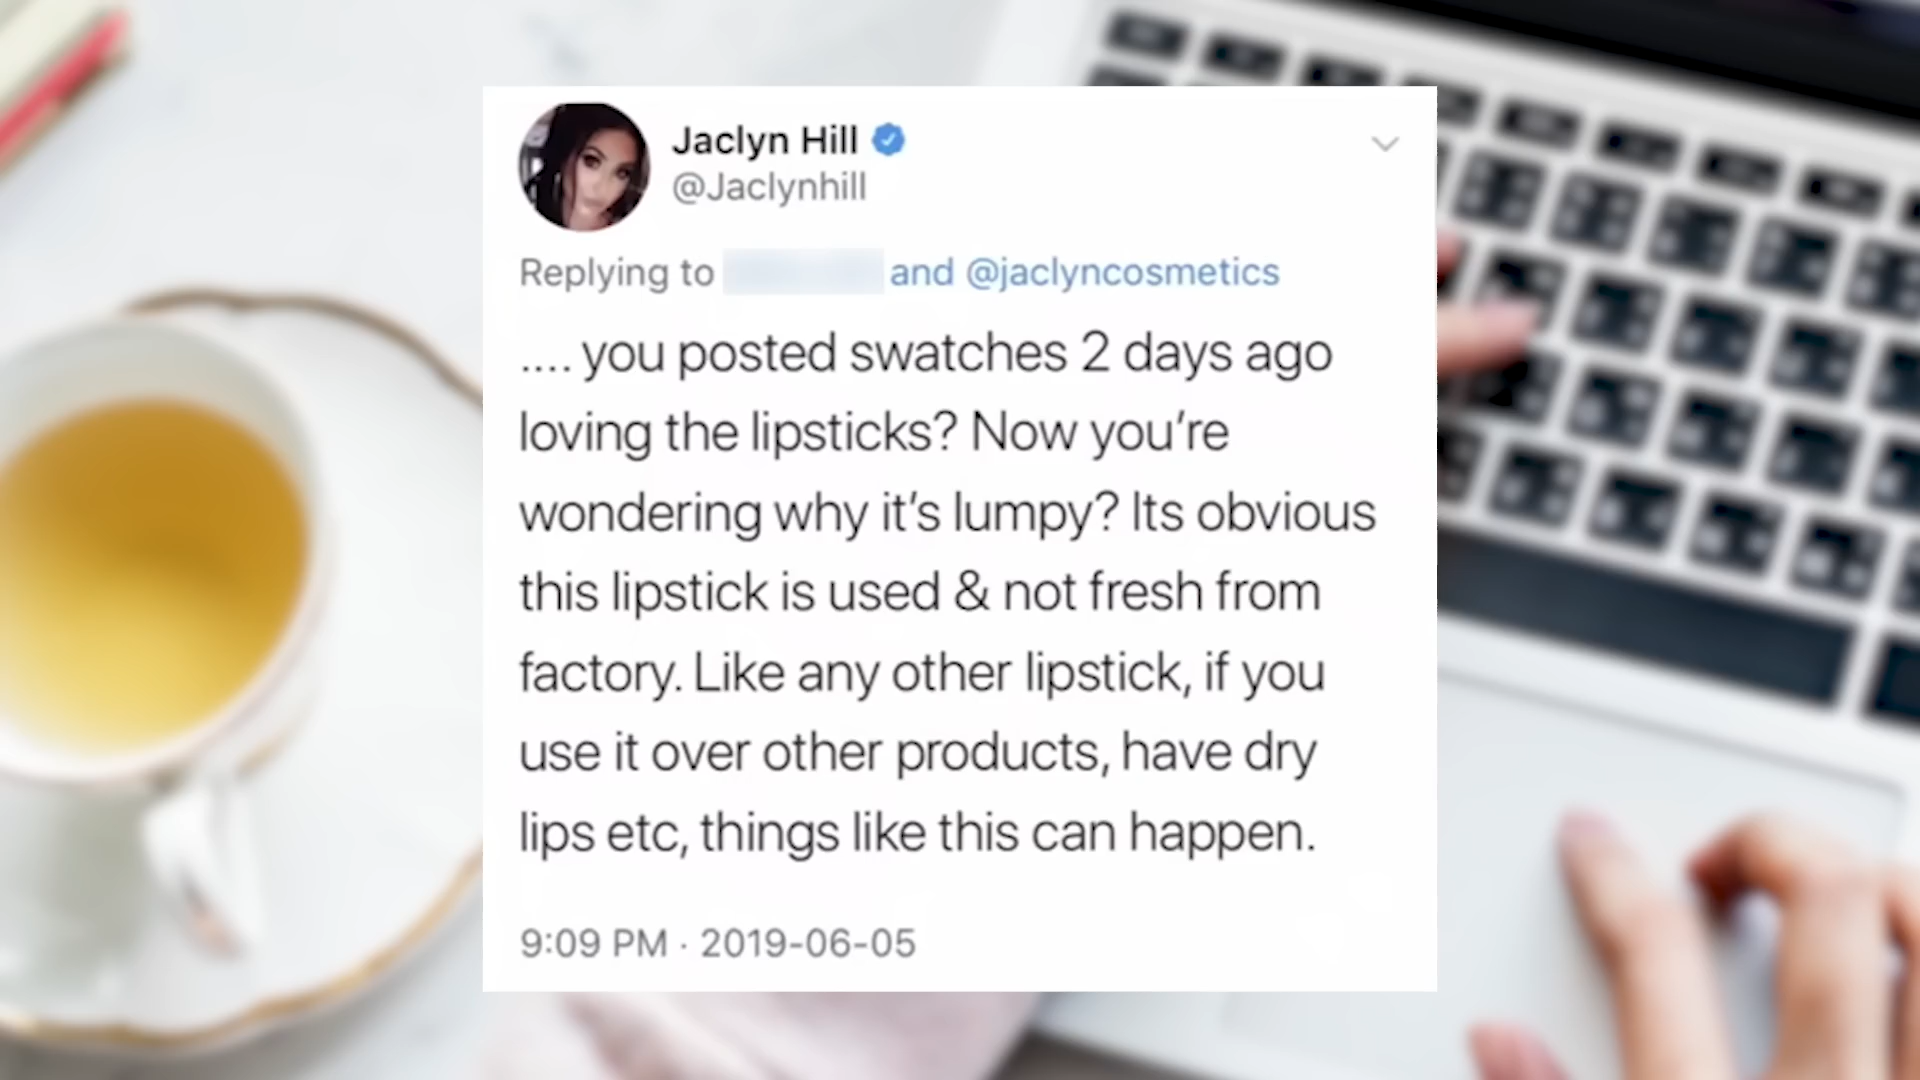 Jaclyn Hill
@Jaclynhill
Replying to and @jaclyncosmetics
.... you posted swatches 2 days ago
loving the lipsticks? Now you're
wondering why it's lumpy? Its obvious
this lipstick is used & not fresh from
factory. Like any other lipstick, if you
use it over other products, have dry
lips etc, things like this can happen.
9:09 PM · 2019-06-05